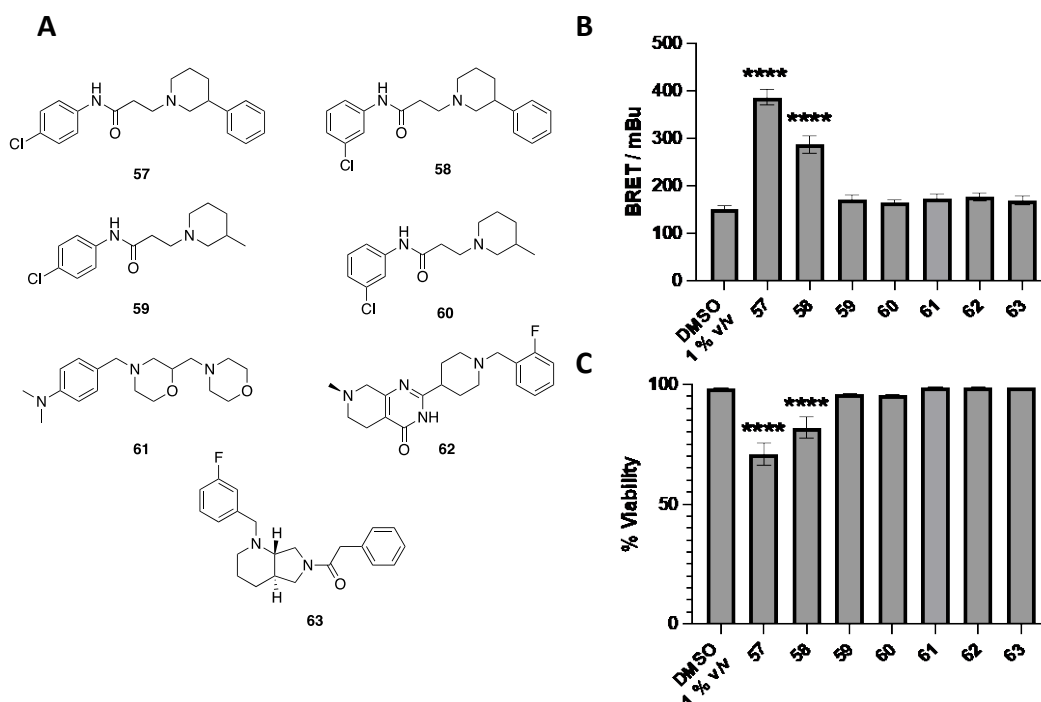 A
H
N
O
Cl
N
57
H
N
O
Cl
N
58
H
N
O
Cl
N
59
H
N
O
Cl
N
60
N
N
O
N
O
61
N
N
NH
O
N
F
62
F
N
H
H
N
O
63
B
BRET / mBu
500
400
300
200
100
0
****
****
DMSO
1 % v/v
57
58
59
60
61
62
63
C
% Viability
100
50
0
****
****
DMSO
1 % v/v
57
58
59
60
61
62
63